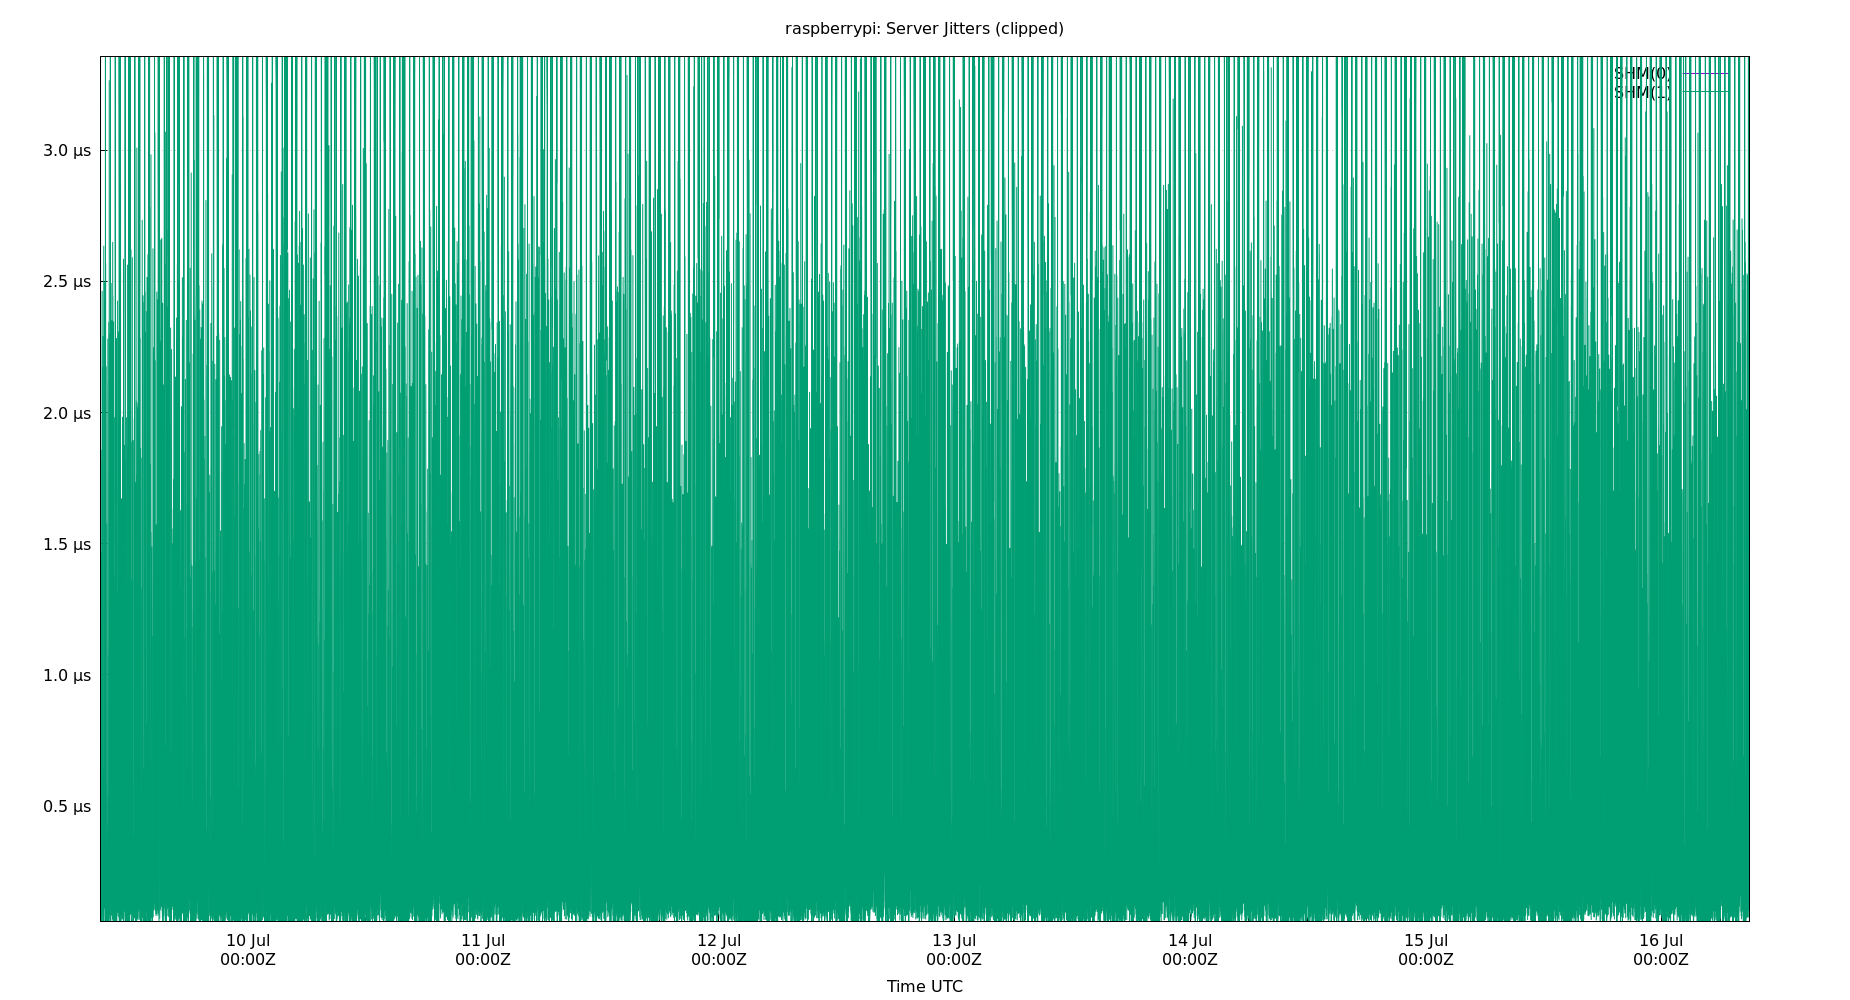 raspberrypi: Server Jitters (clipped)
SHM(0)
SHM(1)
3.0 µs
2.5 µs
2.0 µs
1.5 µs
1.0 µs
0.5 µs
10 Jul 11 Jul 12 Jul 13 Jul 14 Jul 15 Jul 16 Jul
00:00Z 00:00Z 00:00Z 00:00Z 00:00Z 00:00Z 00:00Z
Time UTC